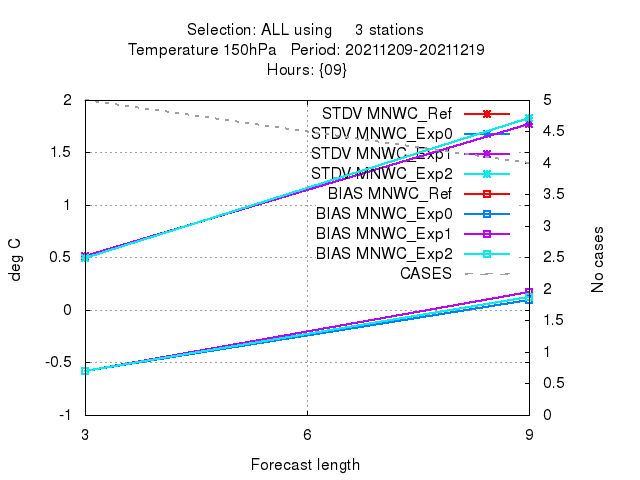 Selection: ALL using 3 stations
Temperature 150hPa Period: 20211209-20211219
Hours: {09}
2
1.5
1
0.5
0
-0.5
-1
deg C
5
4.5
4
3.5
3
2.5
2
1.5
1
0.5
0
No cases
STDV MNWC_Ref
STDV MNWC_Exp0
STDV MNWC_Exp1
STDV MNWC_Exp2
BIAS MNWC_Ref
BIAS MNWC_Exp0
BIAS MNWC_Exp1
BIAS MNWC_Exp2
CASES
3 6 9
Forecast length